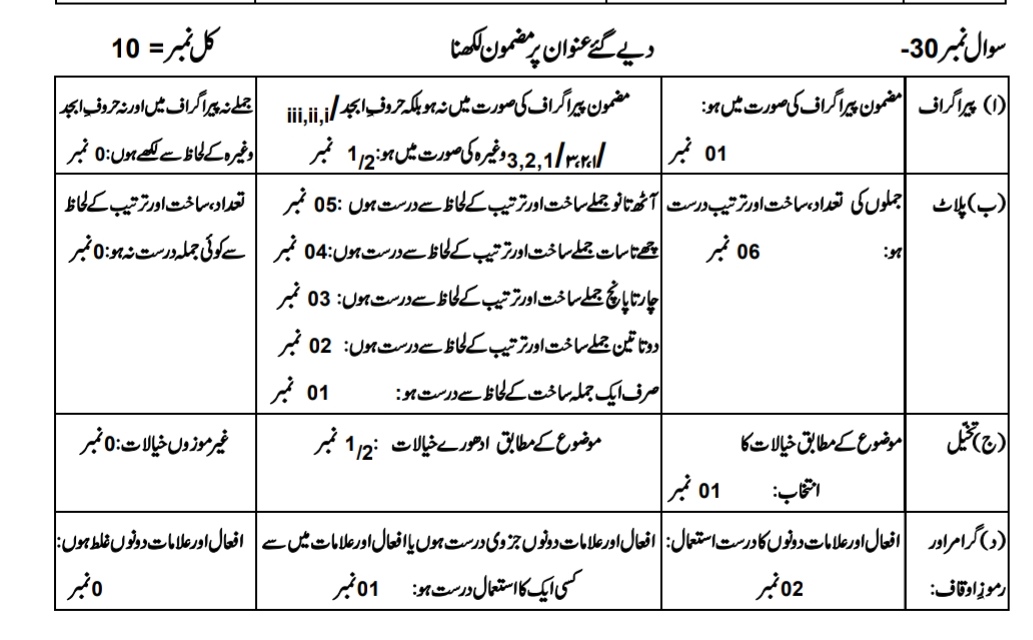 سوال نمبر 30- دیے گئے عنوان پر مضمون لکھنا کل نمبر = 10
(ا) پیراگراف
مضمون پیراگراف کی صورت میں ہو:
01 نمبر
مضمون پیراگراف کی صورت میں نہ ہو بلکہ حروفِ ابجد/iii,ii,i
/۳،۲،۱/3,2,1 وغیرہ کی صورت میں ہو: 1/2 نمبر
جملے نہ پیراگراف میں اور نہ حروفِ ابجد
وغیرہ کے لحاظ سے لکھے ہوں: 0 نمبر
(ب) پلاٹ
جملوں کی تعداد، ساخت اور ترتیب درست
ہو: 06 نمبر
آٹھ تا نو جملے ساخت اور ترتیب کے لحاظ سے درست ہوں: 05 نمبر
چھ تا سات جملے ساخت اور ترتیب کے لحاظ سے درست ہوں: 04 نمبر
چار تا پانچ جملے ساخت اور ترتیب کے لحاظ سے درست ہوں: 03 نمبر
دو تا تین جملے ساخت اور ترتیب کے لحاظ سے درست ہوں: 02 نمبر
صرف ایک جملہ ساخت کے لحاظ سے درست ہو: 01 نمبر
تعداد، ساخت اور ترتیب کے لحاظ
سے کوئی جملہ درست نہ ہو: 0 نمبر
(ج) تخیل
موضوع کے مطابق خیالات کا
انتخاب: 01 نمبر
موضوع کے مطابق ادھورے خیالات: 1/2 نمبر
غیر موزوں خیالات: 0 نمبر
(د) گرامر اور
رموزِ اوقاف:
افعال اور علامات دونوں کا درست استعمال:
02 نمبر
افعال اور علامات دونوں جزوی درست ہوں یا افعال اور علامات میں سے
کسی ایک کا استعمال درست ہو: 01 نمبر
افعال اور علامات دونوں غلط ہوں:
0 نمبر